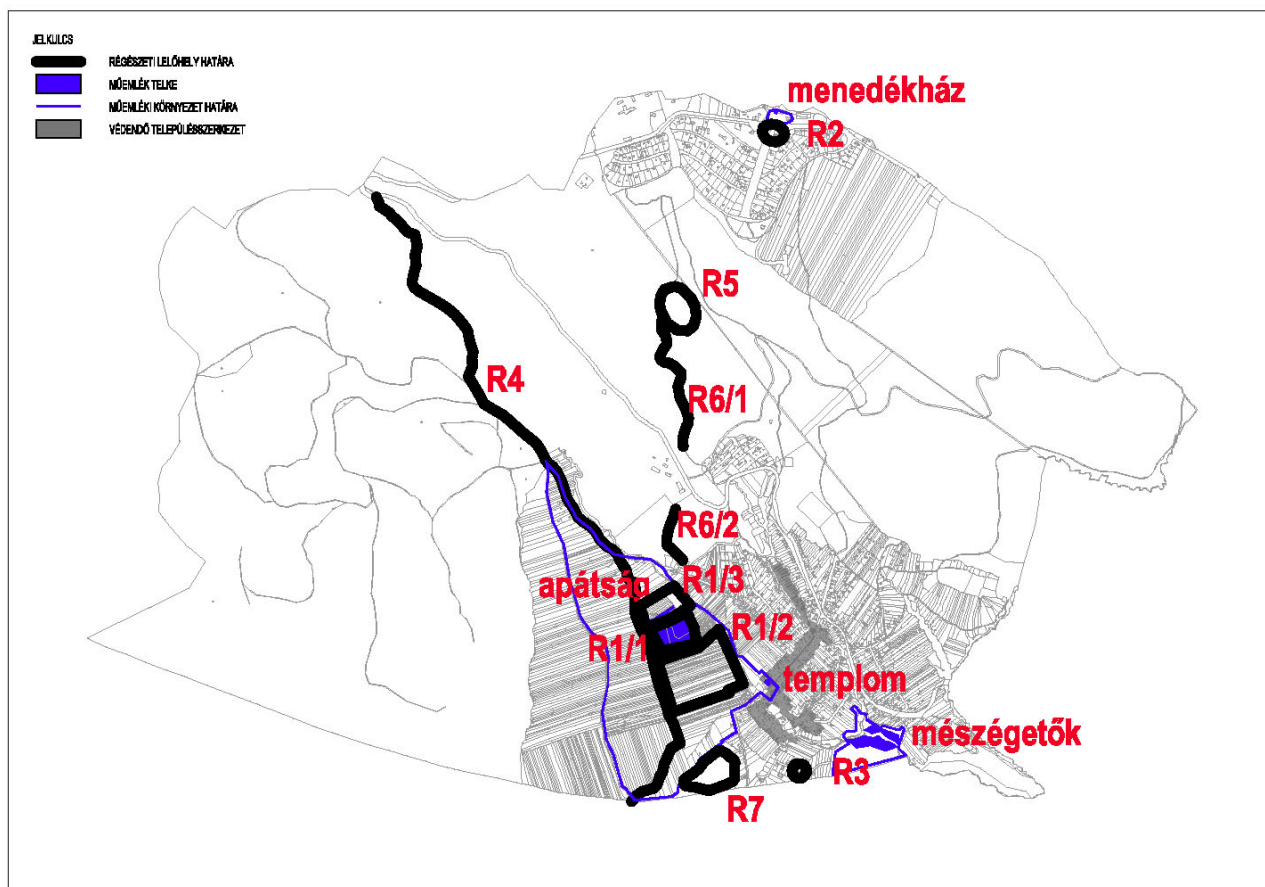 JELKULCS
RÉGÉSZETI LELŐHELY HATÁRA
MŰEMLÉK TELKE
MŰEMLÉKI KÖRNYEZET HATÁRA
VÉDENDŐ TELEPÜLÉSSZERKEZET
menedékház
R2
R5
R4
R6/1
R6/2
apátság
R1/3
R1/1
R1/2
templom
mészégetők
R3
R7